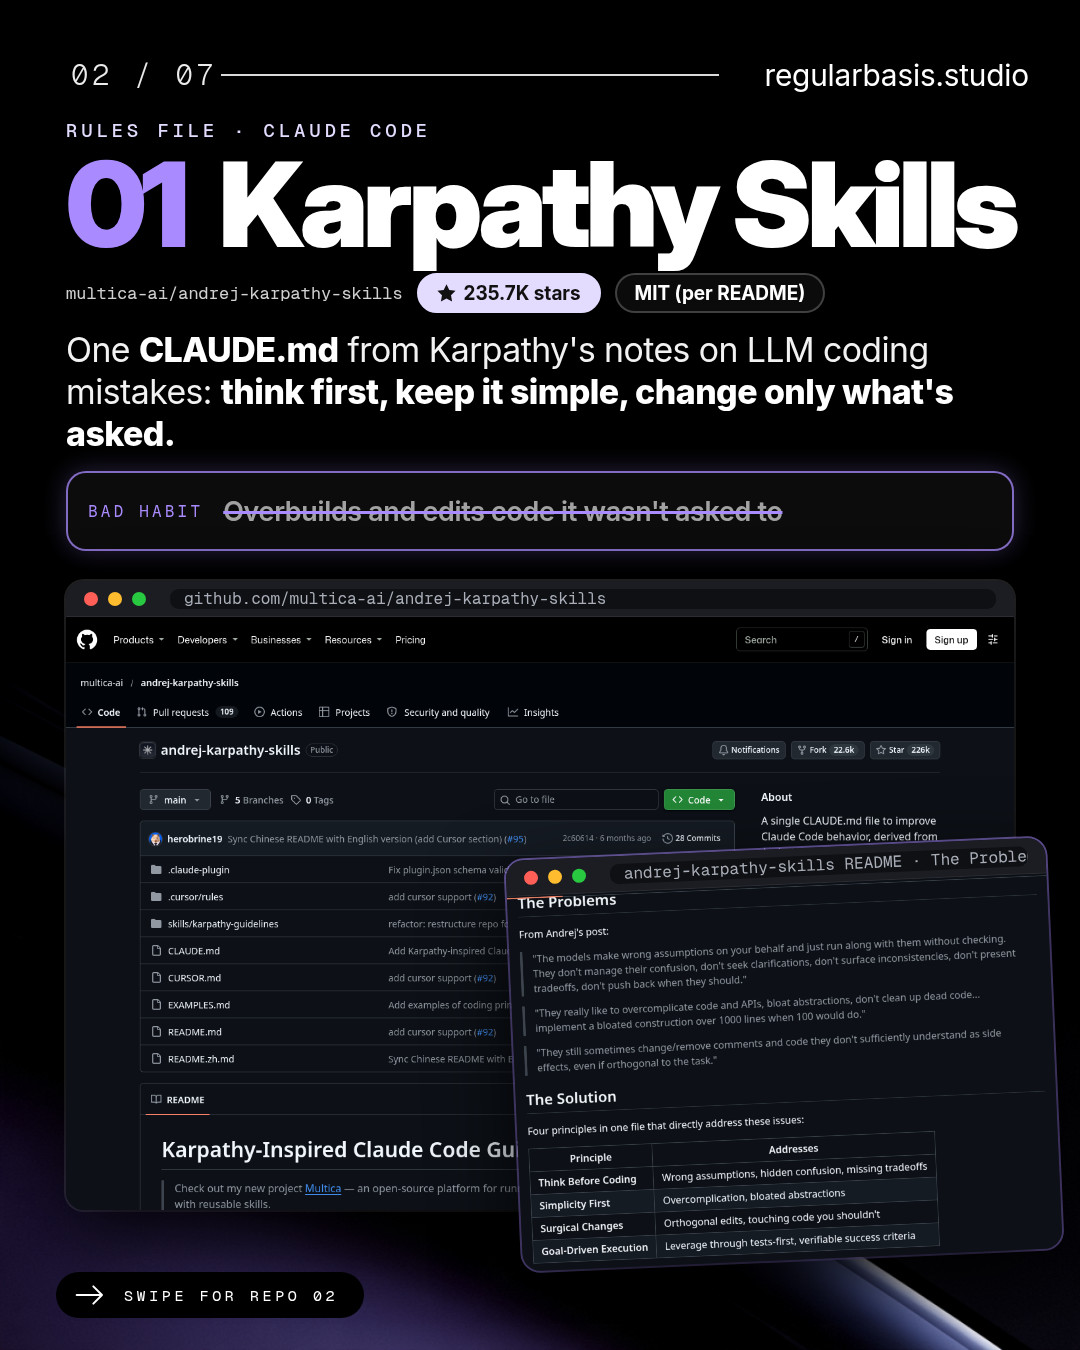 02 / 07
regularbasis.studio
RULES FILE · CLAUDE CODE
01 Karpathy Skills
multica-ai/andrej-karpathy-skills
★ 235.7K stars
MIT (per README)
One CLAUDE.md from Karpathy's notes on LLM coding
mistakes: think first, keep it simple, change only what's
asked.
BAD HABIT Overbuilds and edits code it wasn't asked to
github.com/multica-ai/andrej-karpathy-skills
Products Developers Businesses Resources Pricing
Search / Sign in Sign up
multica-ai / andrej-karpathy-skills
Code Pull requests 109 Actions Projects Security and quality Insights
andrej-karpathy-skills Public
Notifications Fork 22.6k Star 226k
main 5 Branches 0 Tags
Go to file Code
About
A single CLAUDE.md file to improve
Claude Code behavior, derived from
herobrine19 Sync Chinese README with English version (add Cursor section) (#95) 2c60614 · 6 months ago 28 Commits
.claude-plugin Fix plugin.json schema
.cursor/rules add cursor support (#92)
skills/karpathy-guidelines refactor: restructure repo
CLAUDE.md Add Karpathy-inspired
CURSOR.md add cursor support (#92)
EXAMPLES.md Add examples of coding
README.md add cursor support (#92)
README.zh.md Sync Chinese README with
README
Karpathy-Inspired Claude Code
Check out my new project Multica — an open-source platform for
with reusable skills.
andrej-karpathy-skills README · The Proble
The Problems
From Andrej's post:
"The models make wrong assumptions on your behalf and just run along with them without checking.
They don't manage their confusion, don't seek clarifications, don't surface inconsistencies, don't present
tradeoffs, don't push back when they should."
"They really like to overcomplicate code and APIs, bloat abstractions, don't clean up dead code...
implement a bloated construction over 1000 lines when 100 would do."
"They still sometimes change/remove comments and code they don't sufficiently understand as side
effects, even if orthogonal to the task."
The Solution
Four principles in one file that directly address these issues:
Principle Addresses
Think Before Coding Wrong assumptions, hidden confusion, missing tradeoffs
Simplicity First Overcomplication, bloated abstractions
Surgical Changes Orthogonal edits, touching code you shouldn't
Goal-Driven Execution Leverage through tests-first, verifiable success criteria
SWIPE FOR REPO 02